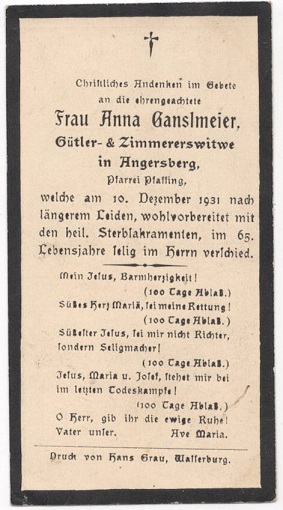 Christliches Andenken im Gebete
an die ehrengeachtete
Frau Anna Ganslmeier,
Gütler- & Zimmererswitwe
in Angersberg,
Pfarrei Pfaffing,
welche am 10. Dezember 1931 nach
längerem Leiden, wohlvorbereitet mit
den heil. Sterbsakramenten, im 65.
Lebensjahre selig im Herrn verschied.
Mein Jesus, Barmherzigkeit!
(100 Tage Ablaß.)
Süßes Herz Mariä, sei meine Rettung!
(100 Tage Ablaß.)
Süßester Jesus, sei mir nicht Richter,
sondern Seligmacher!
(100 Tage Ablaß.)
Jesus, Maria u. Josef, stehet mir bei
im letzten Todeskampfe!
(100 Tage Ablaß.)
O Herr, gib ihr die ewige Ruhe!
Vater unser. Ave Maria.
Druck von Hans Grau, Wasserburg.